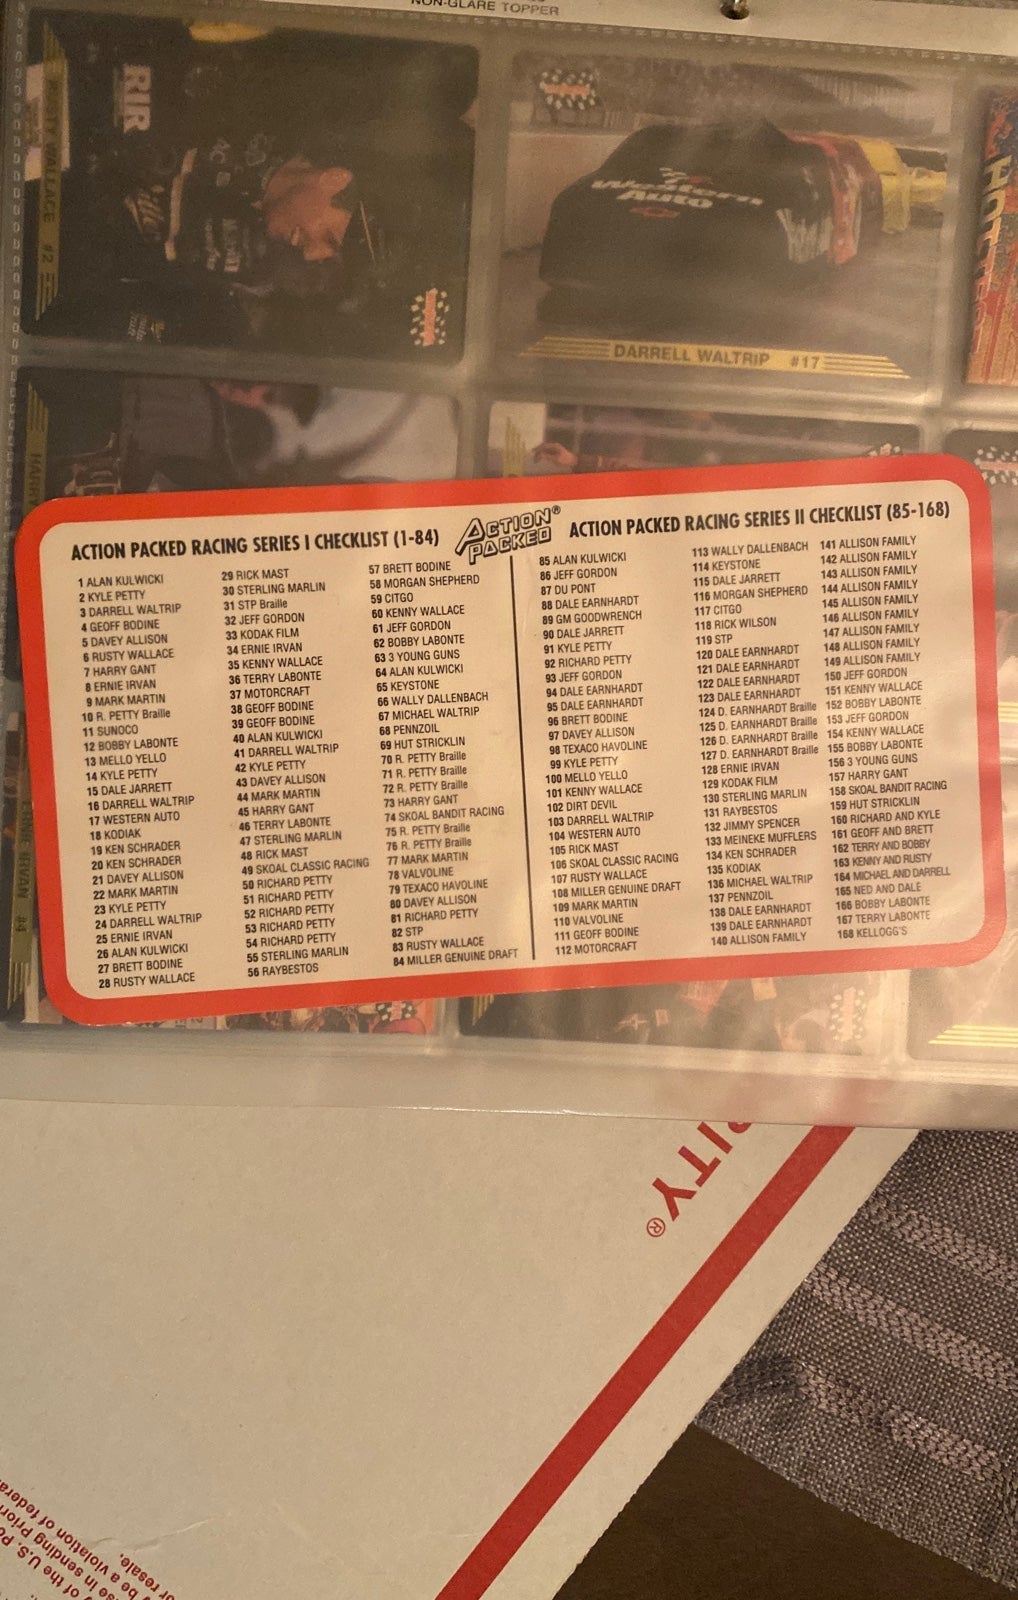 NON-GLARE TOPPER
RUSTY WALLACE #2
RIR
Western
Auto
DARRELL WALTRIP #17
ACTION PACKED RACING SERIES I CHECKLIST (1-84)
1 ALAN KULWICKI
2 KYLE PETTY
3 DARRELL WALTRIP
4 GEOFF BODINE
5 DAVEY ALLISON
6 RUSTY WALLACE
7 HARRY GANT
8 ERNIE IRVAN
9 MARK MARTIN
10 R. PETTY Braille
11 SUNOCO
12 BOBBY LABONTE
13 MELLO YELLO
14 KYLE PETTY
15 DALE JARRETT
16 DARRELL WALTRIP
17 WESTERN AUTO
18 KODIAK
19 KEN SCHRADER
20 KEN SCHRADER
21 DAVEY ALLISON
22 MARK MARTIN
23 KYLE PETTY
24 DARRELL WALTRIP
25 ERNIE IRVAN
26 ALAN KULWICKI
27 BRETT BODINE
28 RUSTY WALLACE
29 RICK MAST
30 STERLING MARLIN
31 STP Braille
32 JEFF GORDON
33 KODAK FILM
34 ERNIE IRVAN
35 KENNY WALLACE
36 TERRY LABONTE
37 MOTORCRAFT
38 GEOFF BODINE
39 GEOFF BODINE
40 ALAN KULWICKI
41 DARRELL WALTRIP
42 KYLE PETTY
43 DAVEY ALLISON
44 MARK MARTIN
45 HARRY GANT
46 TERRY LABONTE
47 STERLING MARLIN
48 RICK MAST
49 SKOAL CLASSIC RACING
50 RICHARD PETTY
51 RICHARD PETTY
52 RICHARD PETTY
53 RICHARD PETTY
54 RICHARD PETTY
55 STERLING MARLIN
56 RAYBESTOS
57 BRETT BODINE
58 MORGAN SHEPHERD
59 CITGO
60 KENNY WALLACE
61 JEFF GORDON
62 BOBBY LABONTE
63 3 YOUNG GUNS
64 ALAN KULWICKI
65 KEYSTONE
66 WALLY DALLENBACH
67 MICHAEL WALTRIP
68 PENNZOIL
69 HUT STRICKLIN
70 R. PETTY Braille
71 R. PETTY Braille
72 R. PETTY Braille
73 HARRY GANT
74 SKOAL BANDIT RACING
75 R. PETTY Braille
76 R. PETTY Braille
77 MARK MARTIN
78 VALVOLINE
79 TEXACO HAVOLINE
80 DAVEY ALLISON
81 RICHARD PETTY
82 STP
83 RUSTY WALLACE
84 MILLER GENUINE DRAFT
ACTION
PACKED®
ACTION PACKED RACING SERIES II CHECKLIST (85-168)
85 ALAN KULWICKI
86 JEFF GORDON
87 DU PONT
88 DALE EARNHARDT
89 GM GOODWRENCH
90 DALE JARRETT
91 KYLE PETTY
92 RICHARD PETTY
93 JEFF GORDON
94 DALE EARNHARDT
95 DALE EARNHARDT
96 BRETT BODINE
97 DAVEY ALLISON
98 TEXACO HAVOLINE
99 KYLE PETTY
100 MELLO YELLO
101 KENNY WALLACE
102 DIRT DEVIL
103 DARRELL WALTRIP
104 WESTERN AUTO
105 RICK MAST
106 SKOAL CLASSIC RACING
107 RUSTY WALLACE
108 MILLER GENUINE DRAFT
109 MARK MARTIN
110 VALVOLINE
111 GEOFF BODINE
112 MOTORCRAFT
113 WALLY DALLENBACH
114 KEYSTONE
115 DALE JARRETT
116 MORGAN SHEPHERD
117 CITGO
118 RICK WILSON
119 STP
120 DALE EARNHARDT
121 DALE EARNHARDT
122 DALE EARNHARDT
123 DALE EARNHARDT
124 D. EARNHARDT Braille
125 D. EARNHARDT Braille
126 D. EARNHARDT Braille
127 D. EARNHARDT Braille
128 ERNIE IRVAN
129 KODAK FILM
130 STERLING MARLIN
131 RAYBESTOS
132 JIMMY SPENCER
133 MEINEKE MUFFLERS
134 KEN SCHRADER
135 KODIAK
136 MICHAEL WALTRIP
137 PENNZOIL
138 DALE EARNHARDT
139 DALE EARNHARDT
140 ALLISON FAMILY
141 ALLISON FAMILY
142 ALLISON FAMILY
143 ALLISON FAMILY
144 ALLISON FAMILY
145 ALLISON FAMILY
146 ALLISON FAMILY
147 ALLISON FAMILY
148 ALLISON FAMILY
149 ALLISON FAMILY
150 JEFF GORDON
151 KENNY WALLACE
152 BOBBY LABONTE
153 JEFF GORDON
154 KENNY WALLACE
155 BOBBY LABONTE
156 3 YOUNG GUNS
157 HARRY GANT
158 SKOAL BANDIT RACING
159 HUT STRICKLIN
160 RICHARD AND KYLE
161 GEOFF AND BRETT
162 TERRY AND BOBBY
163 KENNY AND RUSTY
164 MICHAEL AND DARRELL
165 NED AND DALE
166 BOBBY LABONTE
167 TERRY LABONTE
168 KELLOGG'S
HARRY
ERNIE IRVAN #4
RITY®
of the U.S. Po
se in sending Priori
be a violation of federa
or resale.